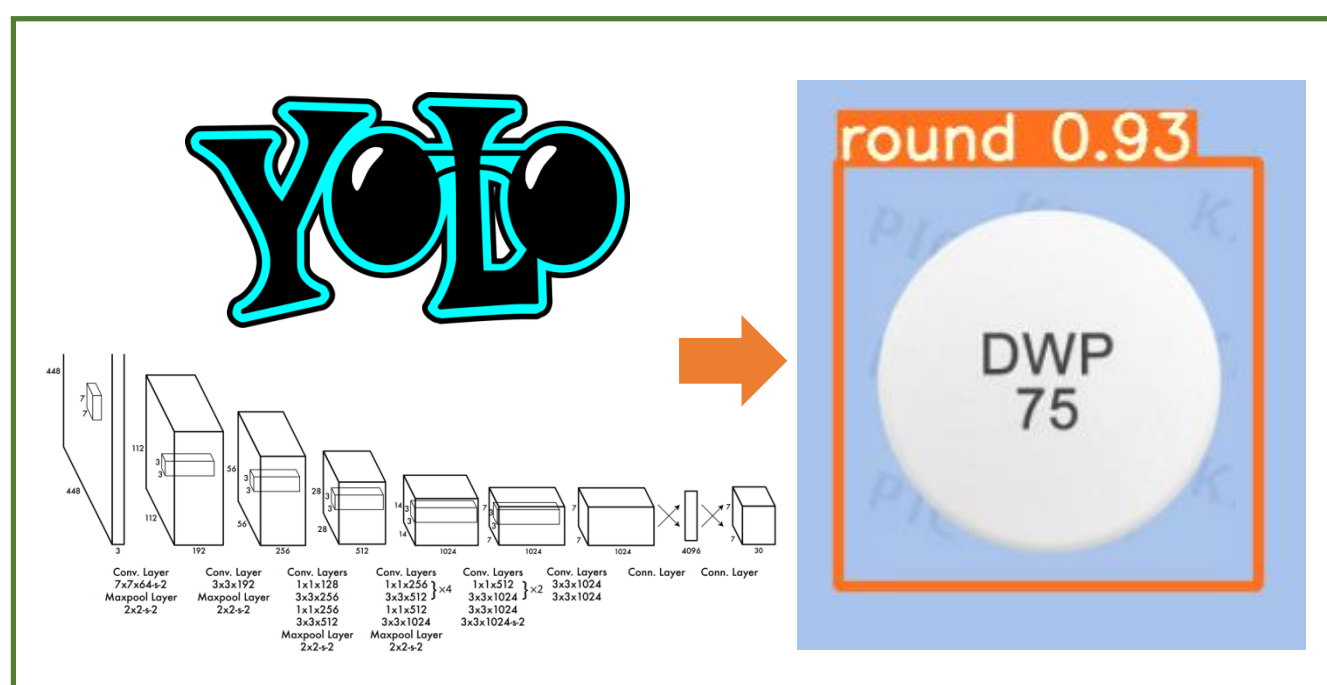 YOLO
448
448
3
7
7
112
112
192
3
3
56
56
256
3
3
28
28
512
3
3
14
14
1024
3
3
7
7
1024
3
3
7
7
1024
4096
7
7
30
Conv. Layer
7x7x64-s-2
Maxpool Layer
2x2-s-2
Conv. Layer
3x3x192
Maxpool Layer
2x2-s-2
Conv. Layers
1x1x128
3x3x256
1x1x256
3x3x512
Maxpool Layer
2x2-s-2
Conv. Layers
1x1x256
3x3x512
}×4
1x1x512
3x3x1024
Maxpool Layer
2x2-s-2
Conv. Layers
1x1x512
3x3x1024
}×2
3x3x1024
3x3x1024-s-2
Conv. Layers
3x3x1024
3x3x1024
Conn. Layer
Conn. Layer
round 0.93
DWP
75